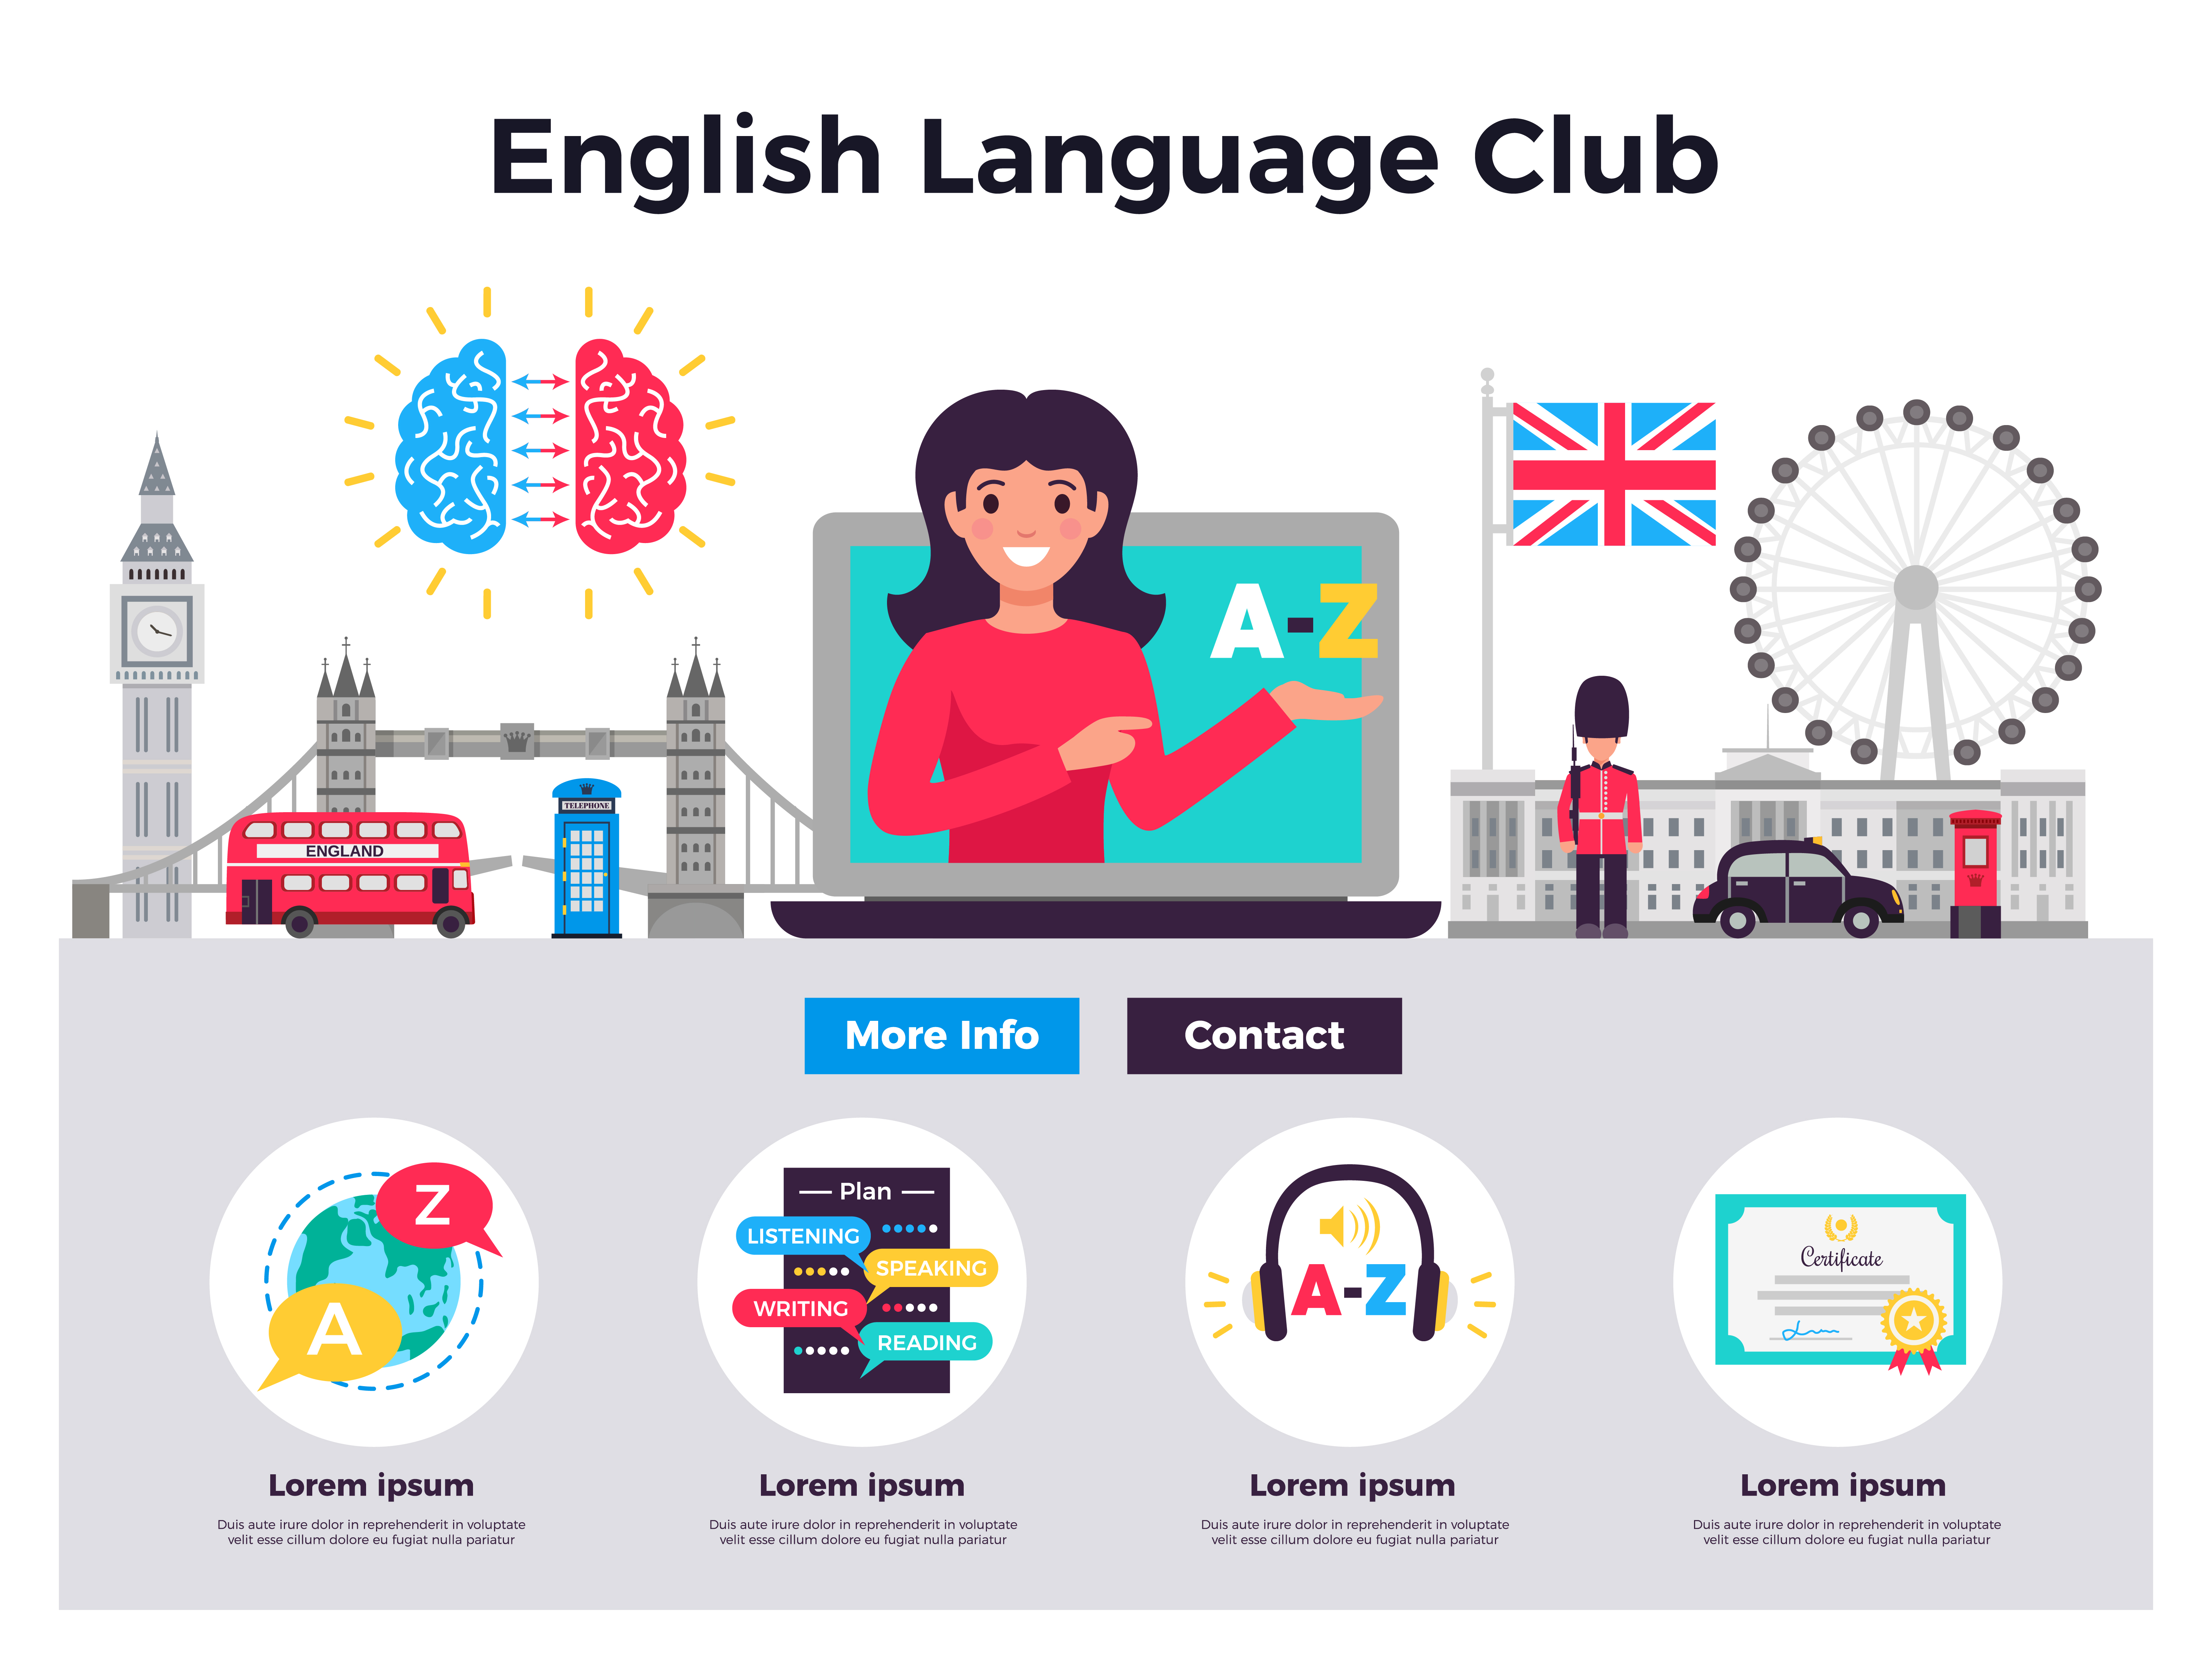 English Language Club
A-Z
TELEPHONE
ENGLAND
More Info
Contact
Z
A
Plan
LISTENING
SPEAKING
WRITING
READING
A-Z
Certificate
Lorem ipsum
Duis aute irure dolor in reprehenderit in voluptate
velit esse cillum dolore eu fugiat nulla pariatur
Lorem ipsum
Duis aute irure dolor in reprehenderit in voluptate
velit esse cillum dolore eu fugiat nulla pariatur
Lorem ipsum
Duis aute irure dolor in reprehenderit in voluptate
velit esse cillum dolore eu fugiat nulla pariatur
Lorem ipsum
Duis aute irure dolor in reprehenderit in voluptate
velit esse cillum dolore eu fugiat nulla pariatur